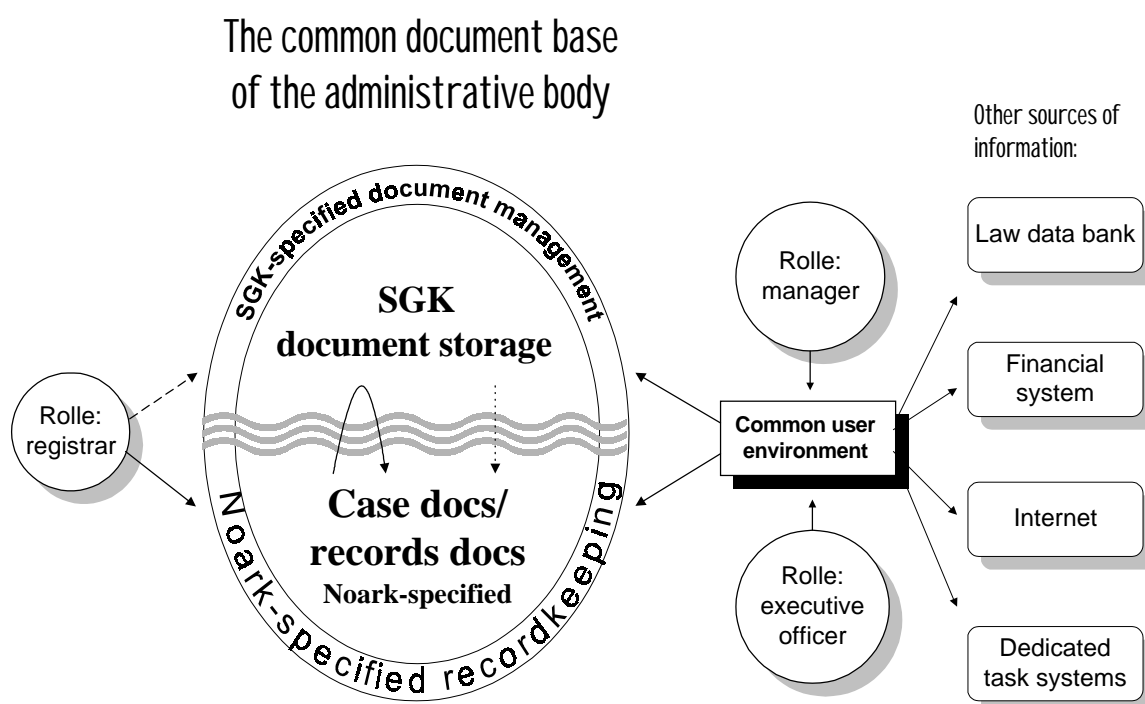 The common document base
of the administrative body
Other sources of
information:
SGK-specified document management
SGK
document storage
Case docs/
records docs
Noark-specified
Noark-specified recordkeeping
Rolle:
registrar
Rolle:
manager
Common user
environment
Rolle:
executive
officer
Law data bank
Financial
system
Internet
Dedicated
task systems